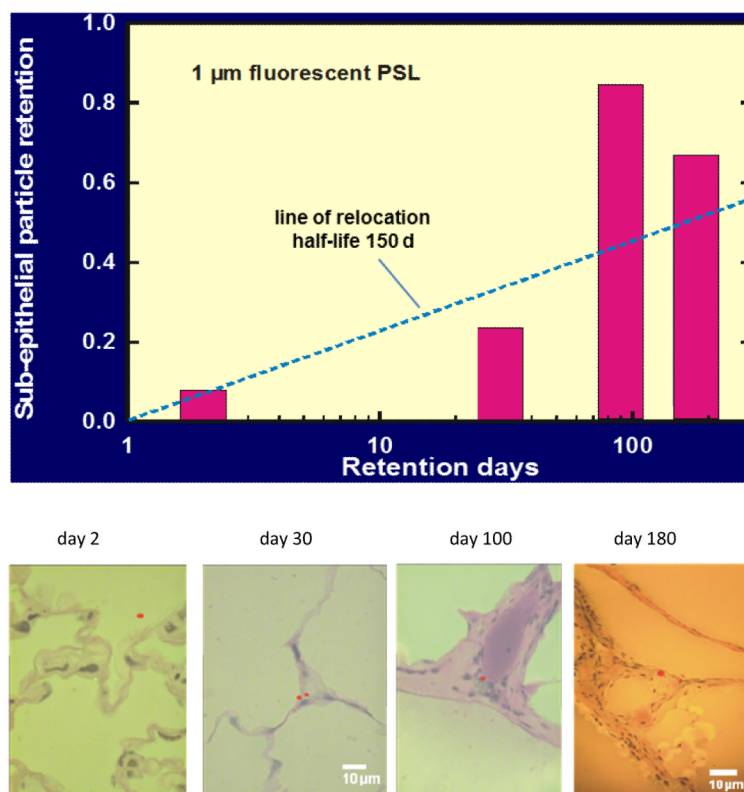 1.0
1 µm fluorescent PSL
0.8
0.6
line of relocation
half-life 150 d
0.4
0.2
0.0
Sub-epithelial particle retention
1 10 100
Retention days
day 2 day 30 day 100 day 180
10 µm 10 µm